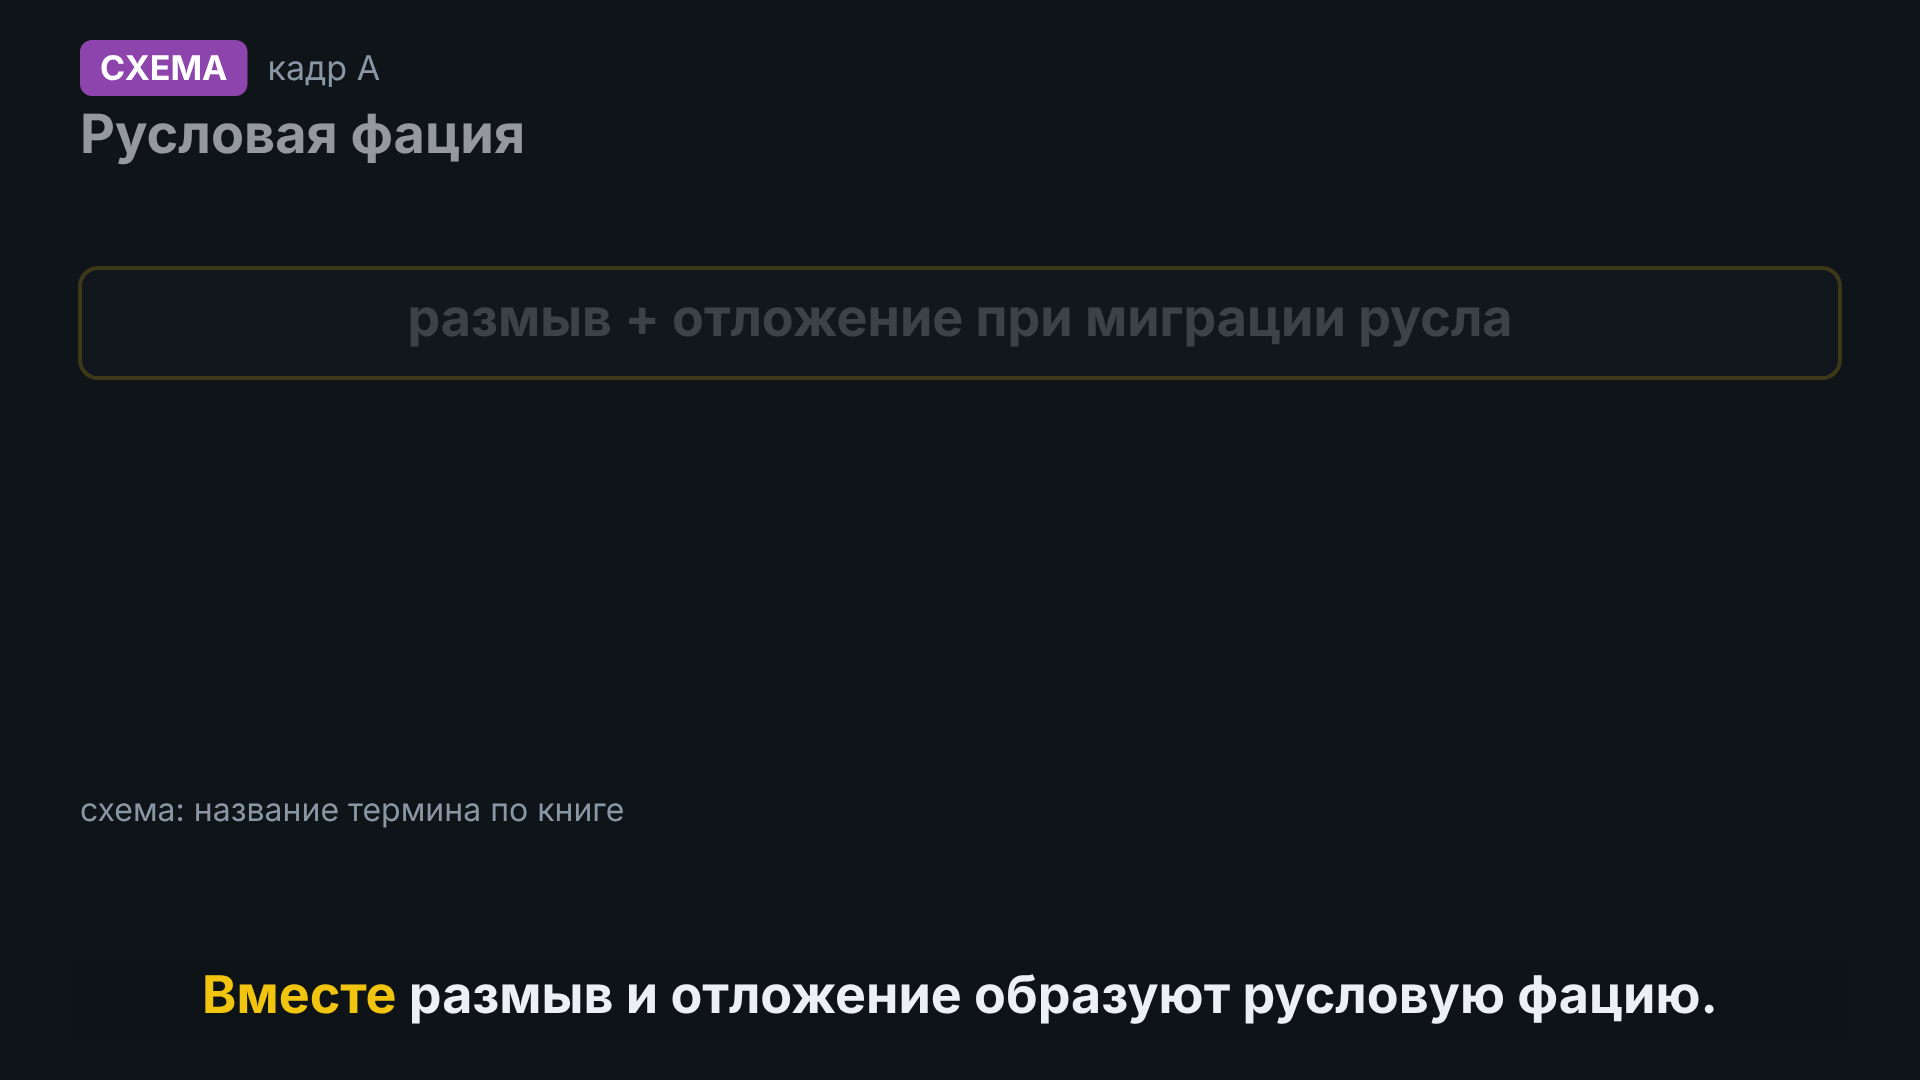 СХЕМА кадр А
Русловая фация
размыв + отложение при миграции русла
схема: название термина по книге
Вместе размыв и отложение образуют русловую фацию.